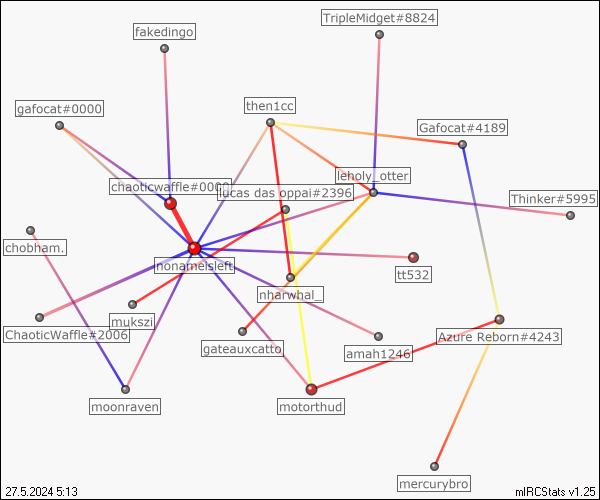 TripleMidget#8824
fakedingo
gafocat#0000
then1cc
Gafocat#4189
leholy_otter
chaoticwaffle#0000
lucas das oppai#2396
Thinker#5995
chobham.
nonameisleft
tt532
nharwbal_
ChaoticWaffle#2006
mukszi
Azure Reborn#4243
gateauxcatto
amah1246
moonraven
motorthud
mercurybro
27.5.2024 5:13
mIRCStats v1.25